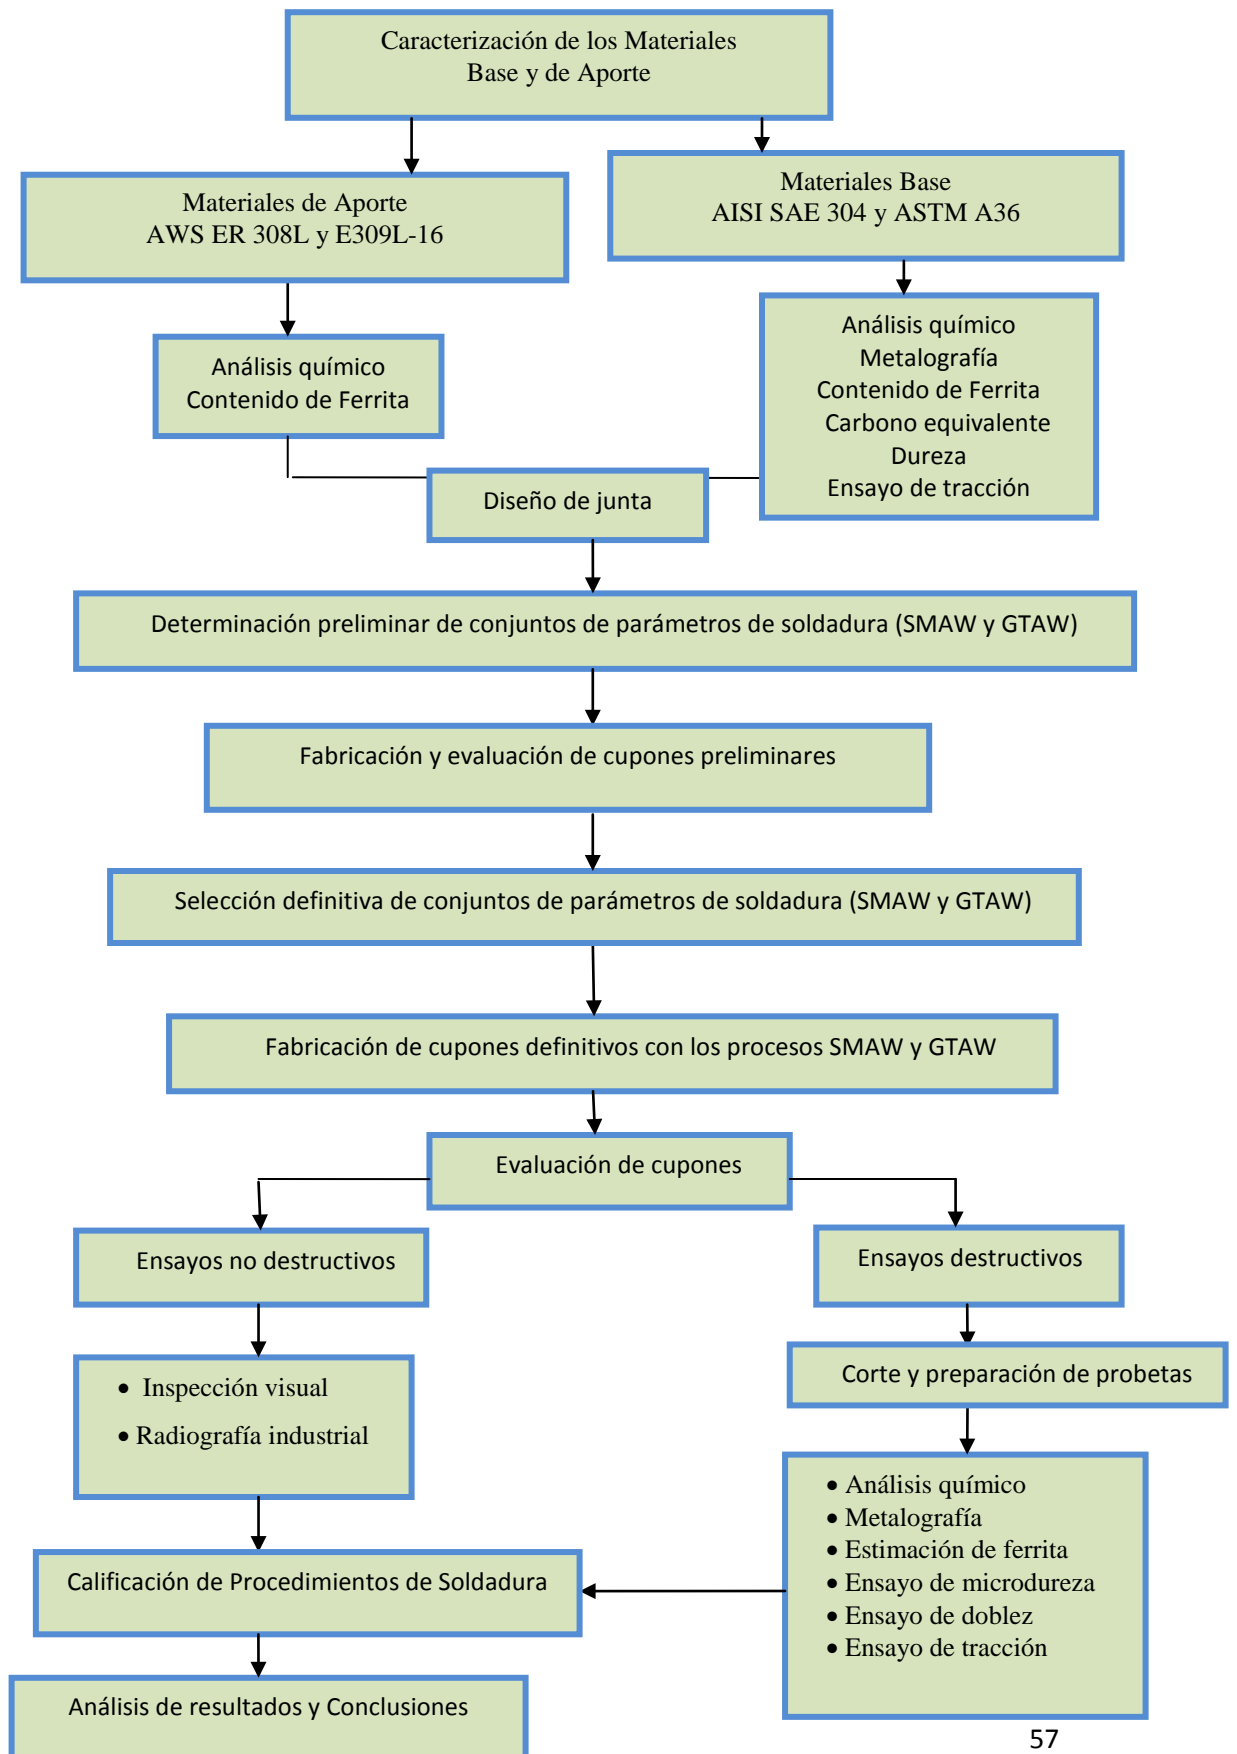 Caracterización de los Materiales
Base y de Aporte
Materiales de Aporte
AWS ER 308L y E309L-16
Materiales Base
AISI SAE 304 y ASTM A36
Análisis químico
Contenido de Ferrita
Análisis químico
Metalografía
Contenido de Ferrita
Carbono equivalente
Dureza
Ensayo de tracción
Diseño de junta
Determinación preliminar de conjuntos de parámetros de soldadura (SMAW y GTAW)
Fabricación y evaluación de cupones preliminares
Selección definitiva de conjuntos de parámetros de soldadura (SMAW y GTAW)
Fabricación de cupones definitivos con los procesos SMAW y GTAW
Evaluación de cupones
Ensayos no destructivos
Ensayos destructivos
• Inspección visual
• Radiografía industrial
Corte y preparación de probetas
• Análisis químico
• Metalografía
• Estimación de ferrita
• Ensayo de microdureza
• Ensayo de doblez
• Ensayo de tracción
Calificación de Procedimientos de Soldadura
Análisis de resultados y Conclusiones
57